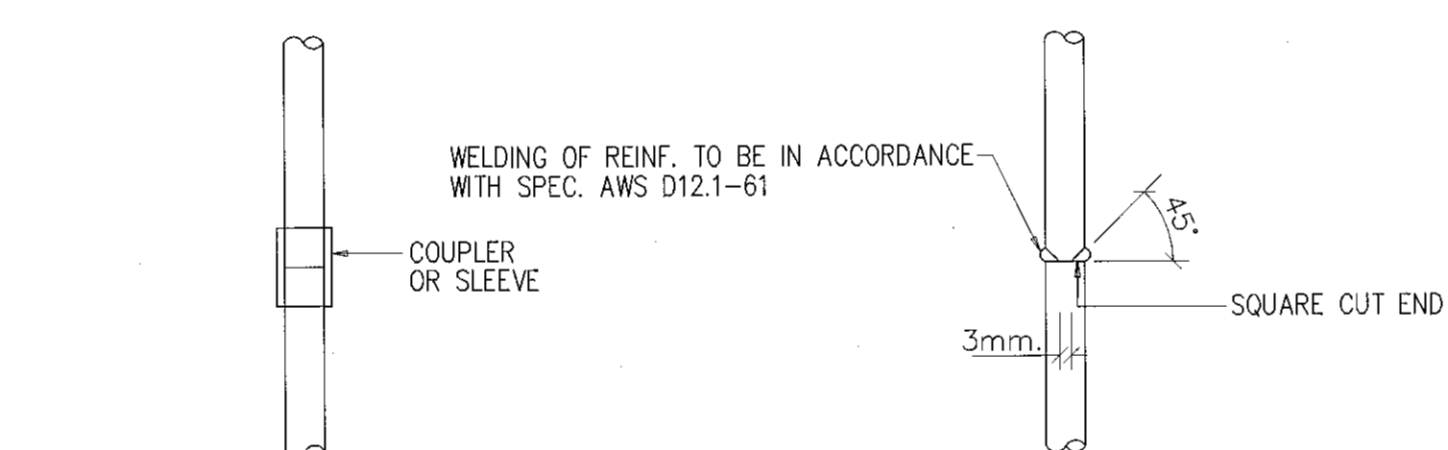 WELDING OF REINF. TO BE IN ACCORDANCE
WITH SPEC. AWS D12.1-61
COUPLER
OR SLEEVE
45°
SQUARE CUT END
3mm.